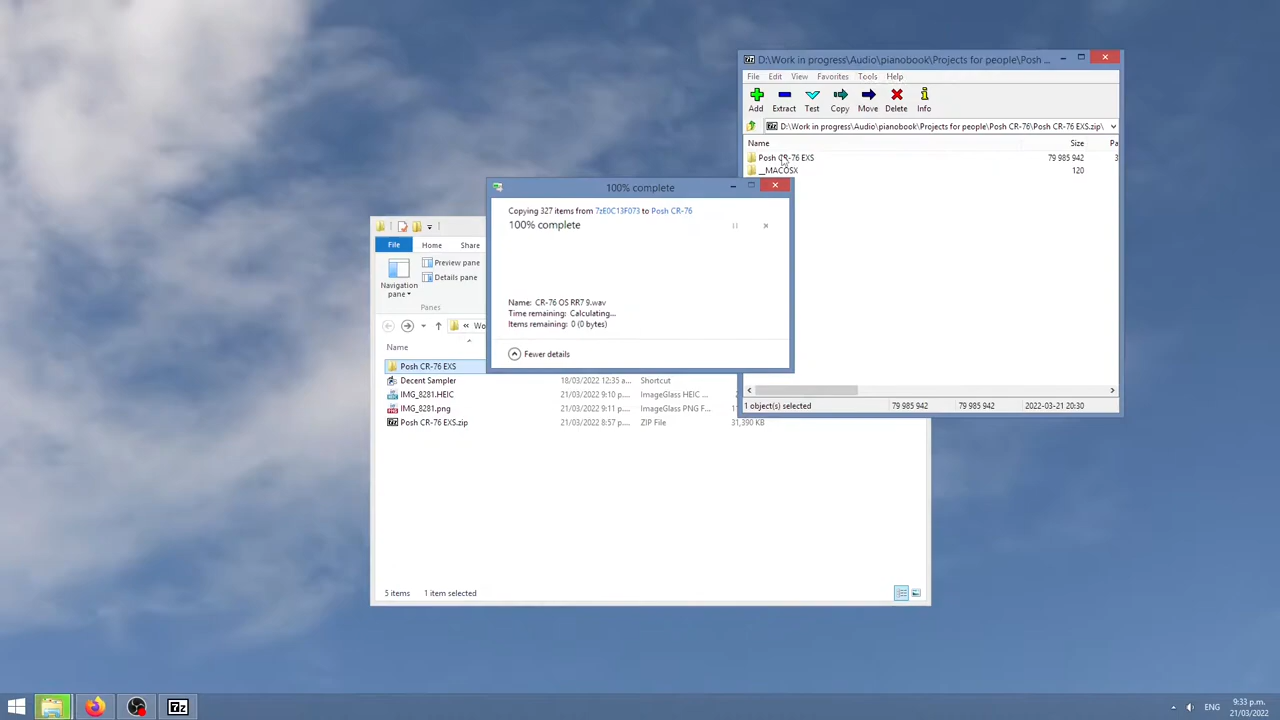 D:\Work in progress\Audio\pianobook\Projects for people\Posh ...
File Edit View Favorites Tools Help
Add Extract Test Copy Move Delete Info
D:\Work in progress\Audio\pianobook\Projects for people\Posh CR-76\Posh CR-76 EXS.zip\
Name Size Pa
Posh CR-76 EXS 79 985 942 3
__MACOSX 120
1 object(s) selected 79 985 942 79 985 942 2022-03-21 20:30
100% complete
Copying 327 items from 7zE0C13F073 to Posh CR-76
100% complete
Name: CR-76 OS RR7 9.wav
Time remaining: Calculating...
Items remaining: 0 (0 bytes)
Fewer details
File Home Share
Navigation pane
Preview pane
Details pane
Panes
« Wo
Name
Posh CR-76 EXS
Decent Sampler 18/03/2022 12:35 a... Shortcut
IMG_8281.HEIC 21/03/2022 9:10 p.... ImageGlass HEIC ...
IMG_8281.png 21/03/2022 9:11 p.... ImageGlass PNG F...
Posh CR-76 EXS.zip 21/03/2022 8:57 p.... ZIP File 31,390 KB
5 items 1 item selected
7z
ENG
9:33 p.m.
21/03/2022